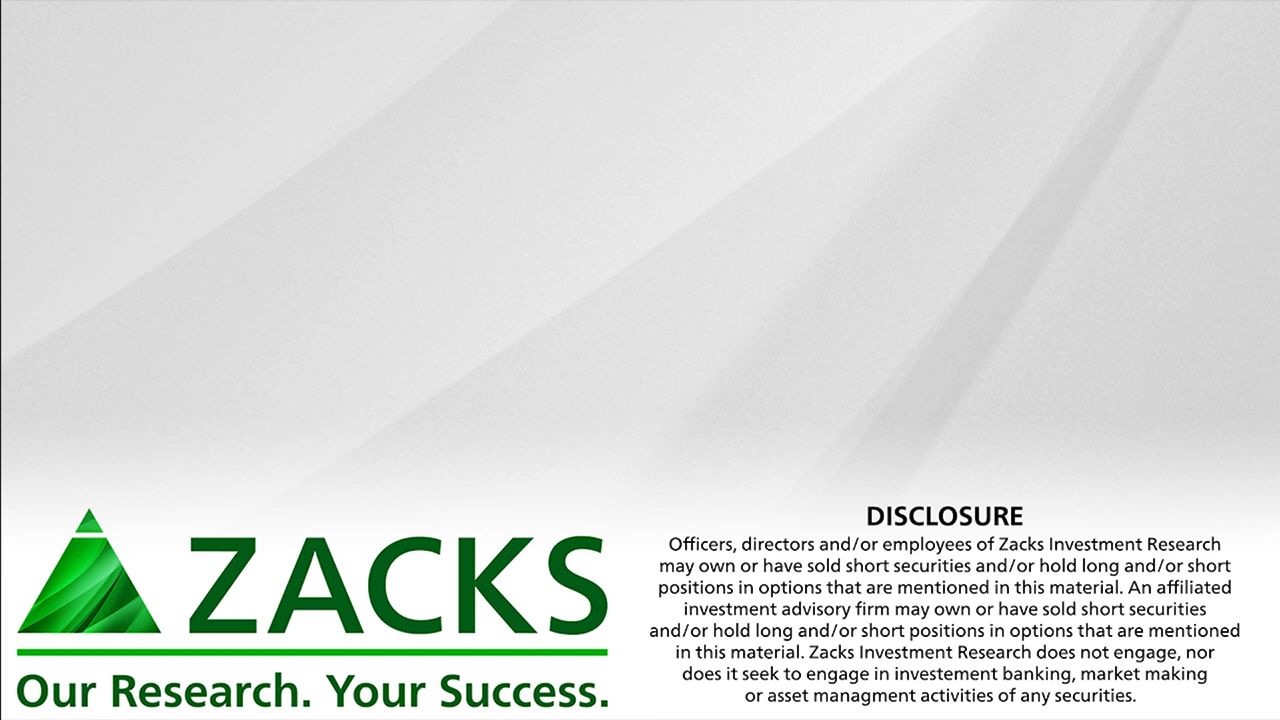 ZACKS
Our Research. Your Success.
DISCLOSURE
Officers, directors and/or employees of Zacks Investment Research
may own or have sold short securities and/or hold long and/or short
positions in options that are mentioned in this material. An affiliated
investment advisory firm may own or have sold short securities
and/or hold long and/or short positions in options that are mentioned
in this material. Zacks Investment Research does not engage, nor
does it seek to engage in investement banking, market making
or asset managment activities of any securities.